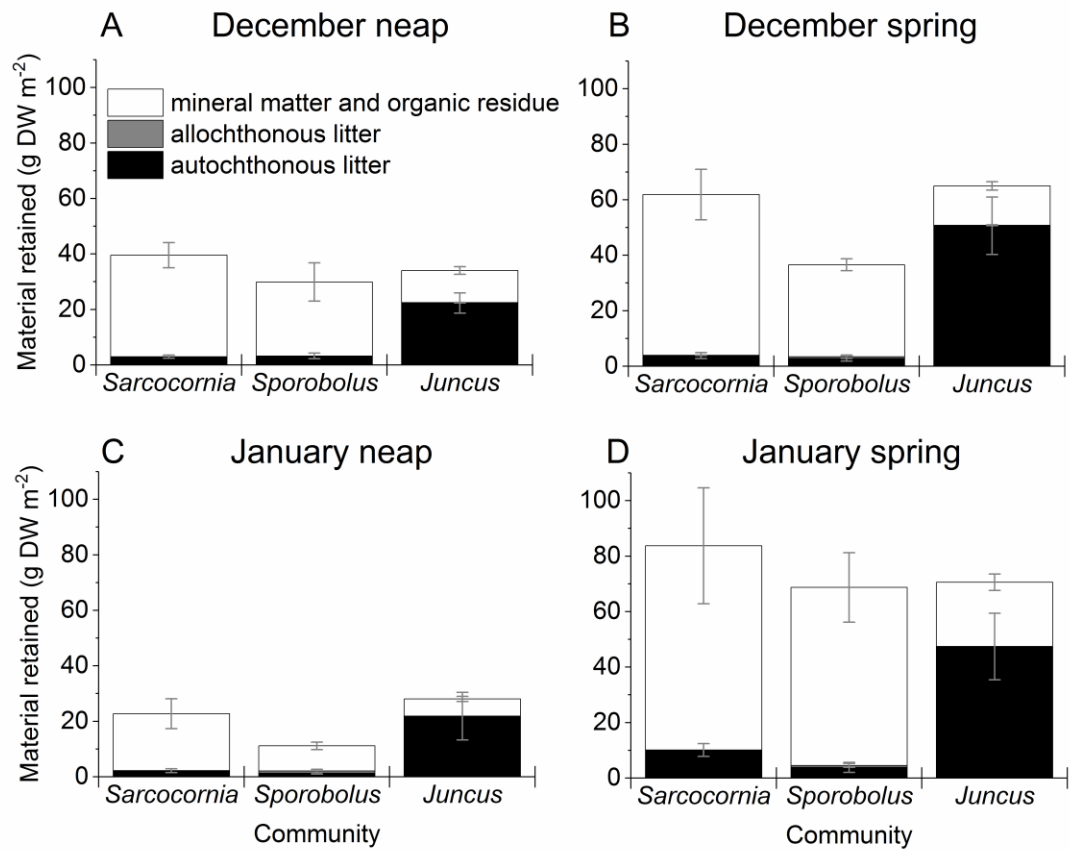 A December neap
B December spring
Material retained (g DW m⁻²)
100
80
60
40
20
0
mineral matter and organic residue
allochthonous litter
autochthonous litter
Sarcocornia Sporobolus Juncus
100
80
60
40
20
0
Sarcocornia Sporobolus Juncus
C January neap
D January spring
Material retained (g DW m⁻²)
100
80
60
40
20
0
Sarcocornia Sporobolus Juncus
Community
100
80
60
40
20
0
Sarcocornia Sporobolus Juncus
Community